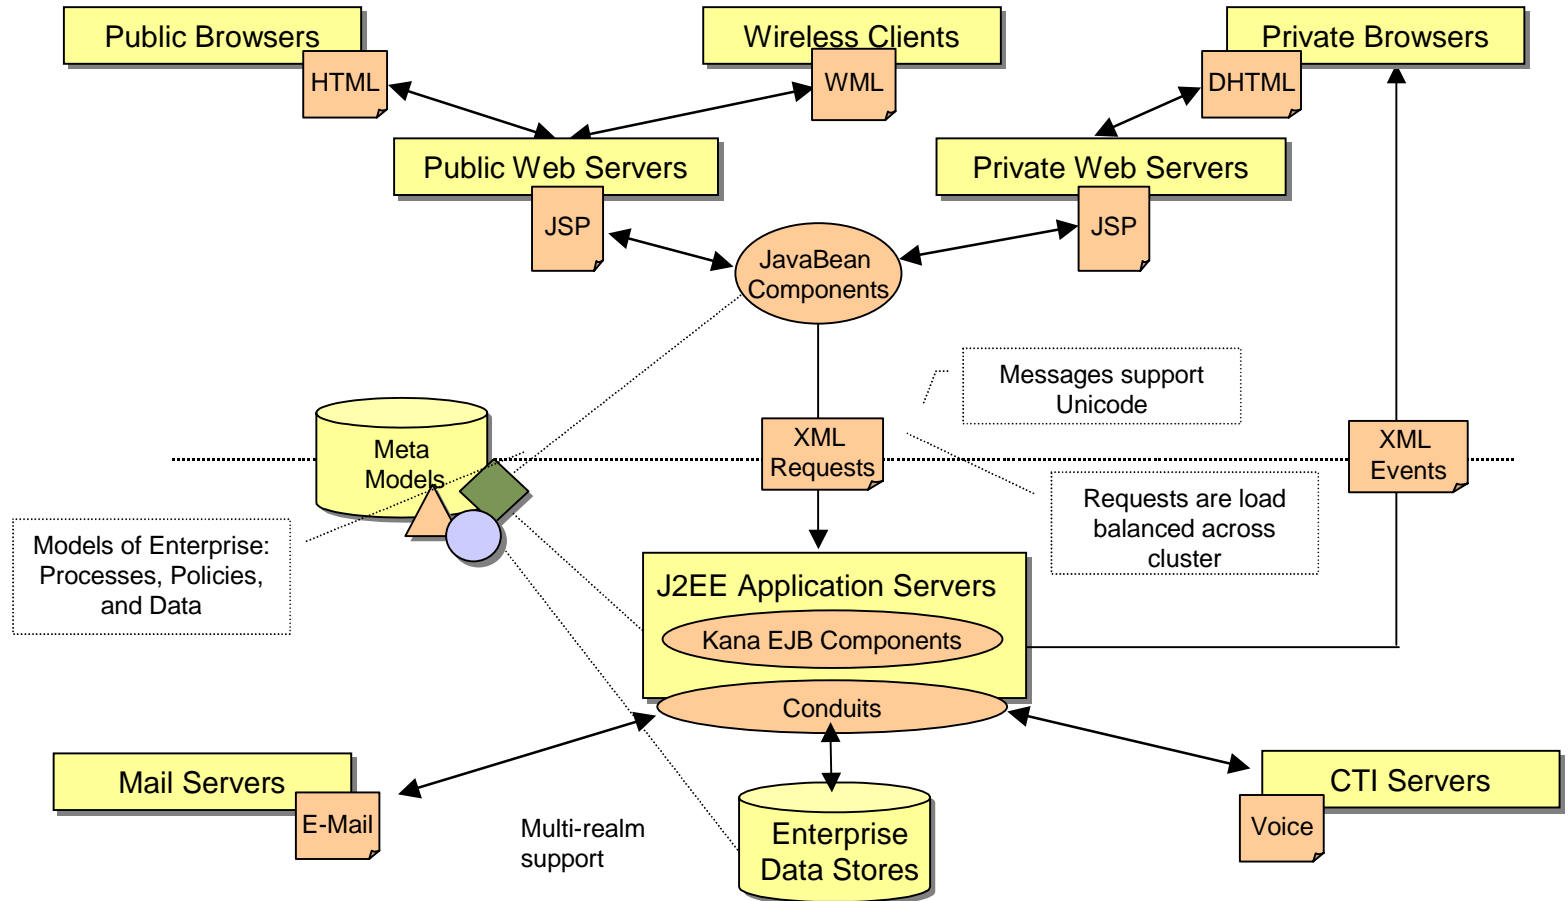 Public Browsers
Wireless Clients
Private Browsers
HTML
WML
DHTML
Public Web Servers
Private Web Servers
JSP
JSP
JavaBean
Components
Messages support
Unicode
Meta
Models
XML
Requests
XML
Events
Requests are load
balanced across
cluster
Models of Enterprise:
Processes, Policies,
and Data
J2EE Application Servers
Kana EJB Components
Conduits
Mail Servers
CTI Servers
E-Mail
Multi-realm
support
Enterprise
Data Stores
Voice